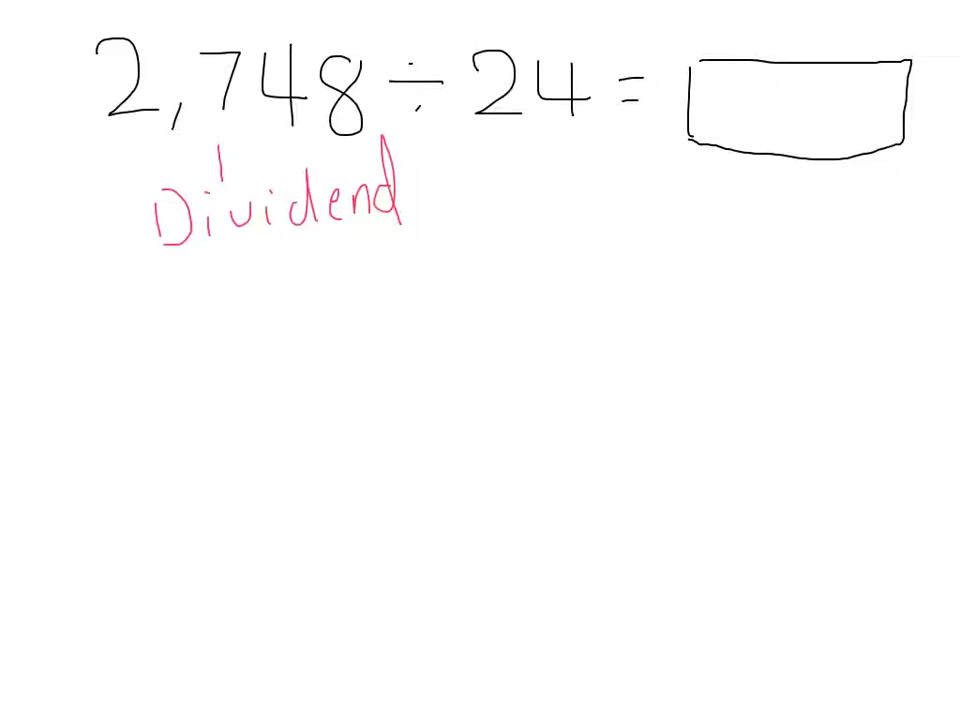 2,748 ÷ 24 =
Dividend